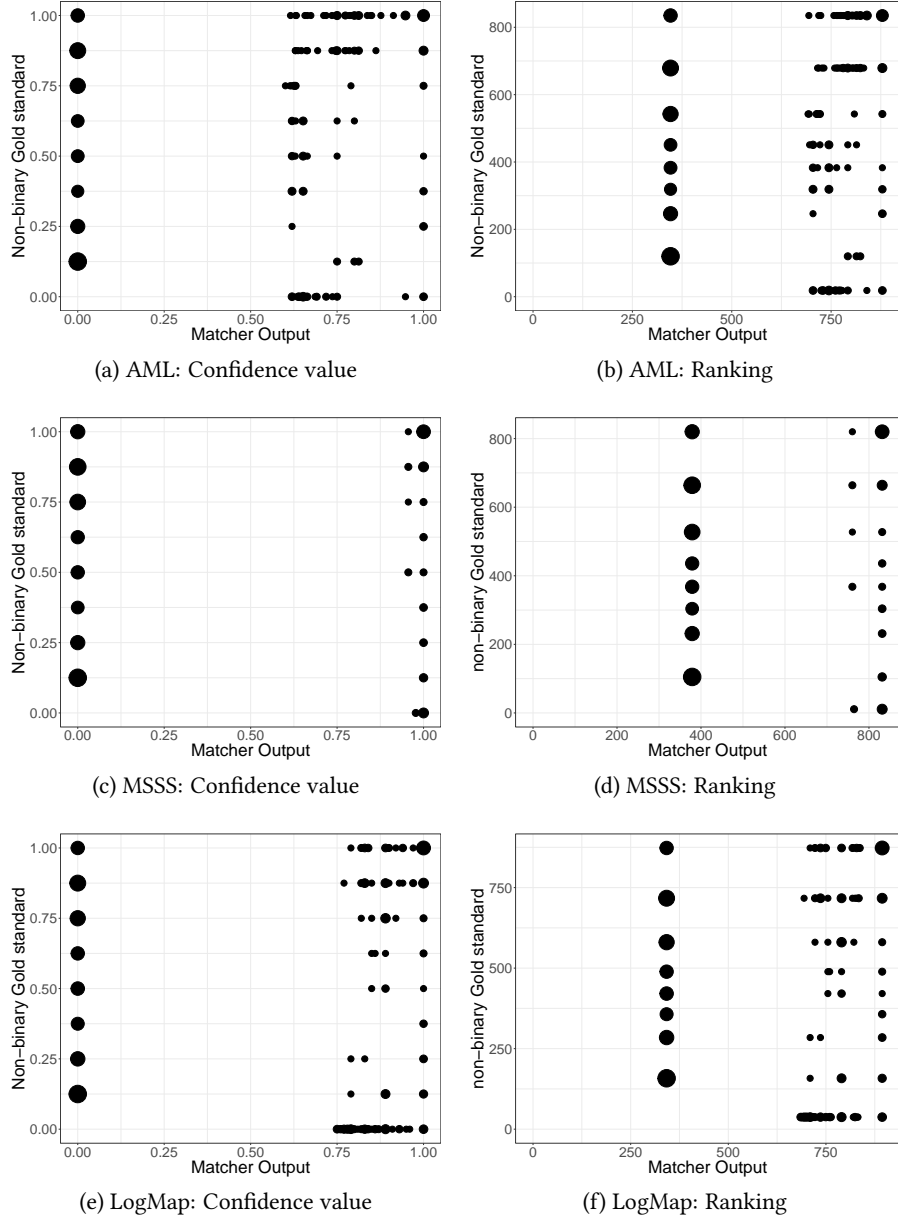 1.00
0.75
0.50
0.25
0.00
Non−binary Gold standard
0.00 0.25 0.50 0.75 1.00
Matcher Output
(a) AML: Confidence value
800
600
400
200
0
Non−binary Gold standard
0 250 500 750
Matcher Output
(b) AML: Ranking
1.00
0.75
0.50
0.25
0.00
Non−binary Gold standard
0.00 0.25 0.50 0.75 1.00
Matcher Output
(c) MSSS: Confidence value
800
600
400
200
0
non−binary Gold standard
0 200 400 600 800
Matcher Output
(d) MSSS: Ranking
1.00
0.75
0.50
0.25
0.00
Non−binary Gold standard
0.00 0.25 0.50 0.75 1.00
Matcher Output
(e) LogMap: Confidence value
750
500
250
0
non−binary Gold standard
0 250 500 750
Matcher Output
(f) LogMap: Ranking